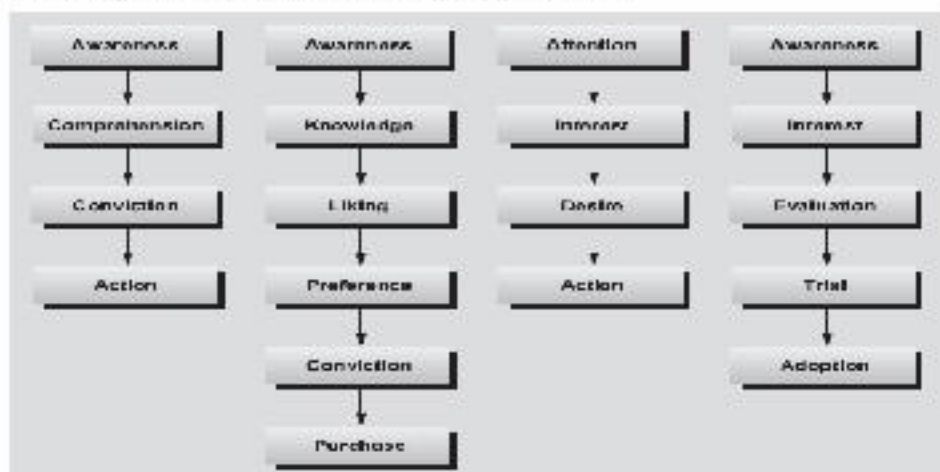 Awareness Awareness Attention Awareness
Comprehension Knowledge Interest Interest
Conviction Liking Desire Evaluation
Action Preference Action Trial
Conviction Adoption
Purchase